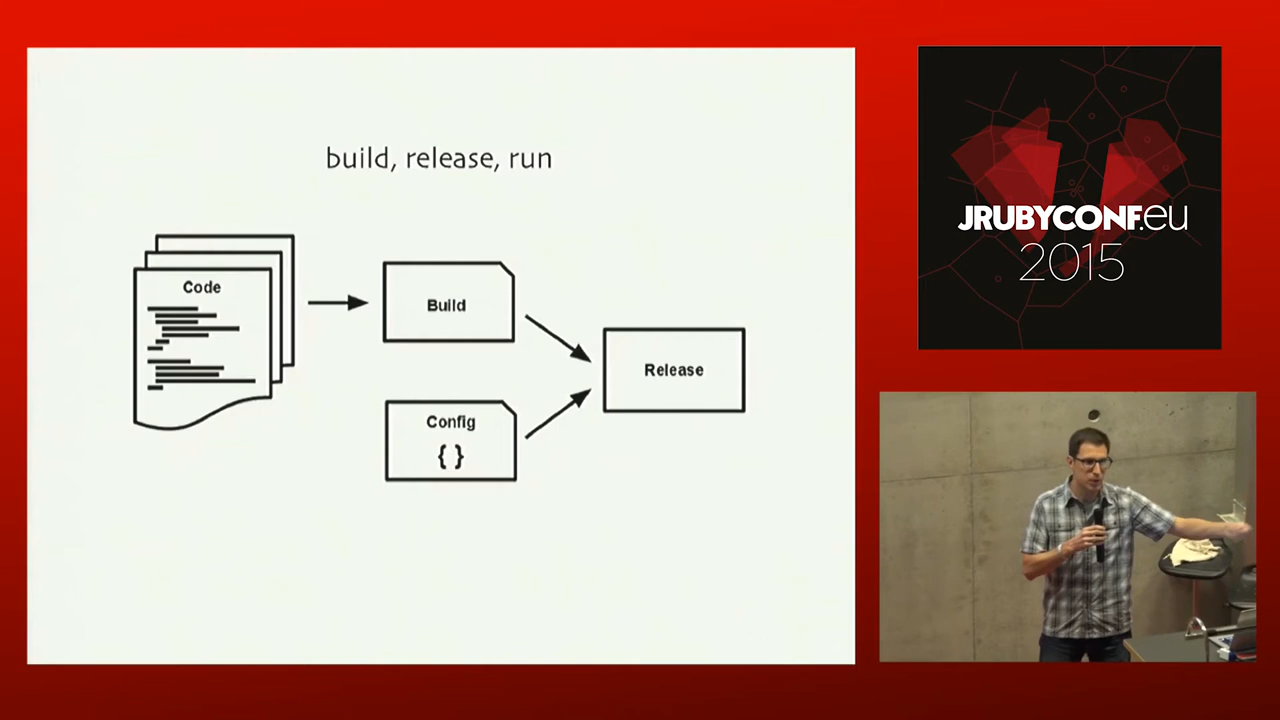 build, release, run
Code
Build
Config
{ }
Release
JRUBYCONF.eu
2015